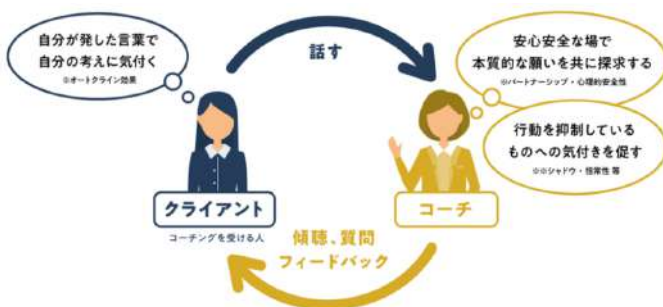 自分が発した言葉で
自分の考えに気付く
※オートクライン効果
話す
安心安全な場で
本質的な願いを共に探求する
※パートナーシップ・心理的安全性
行動を抑制している
ものへの気付きを促す
※※シャドウ・恒常性 等
クライアント
コーチングを受ける人
コーチ
傾聴、質問
フィードバック